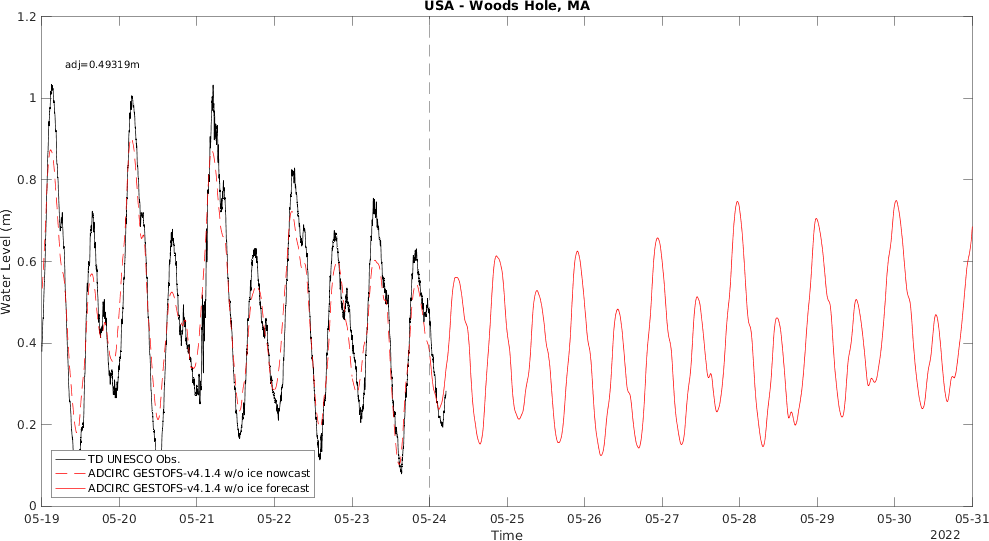 USA - Woods Hole, MA
1.2
1
0.8
0.6
0.4
0.2
0
Water Level (m)
adj=0.49319m
TD UNESCO Obs.
ADCIRC GESTOFS-v4.1.4 w/o ice nowcast
ADCIRC GESTOFS-v4.1.4 w/o ice forecast
05-19 05-20 05-21 05-22 05-23 05-24 05-25 05-26 05-27 05-28 05-29 05-30 05-31
Time
2022